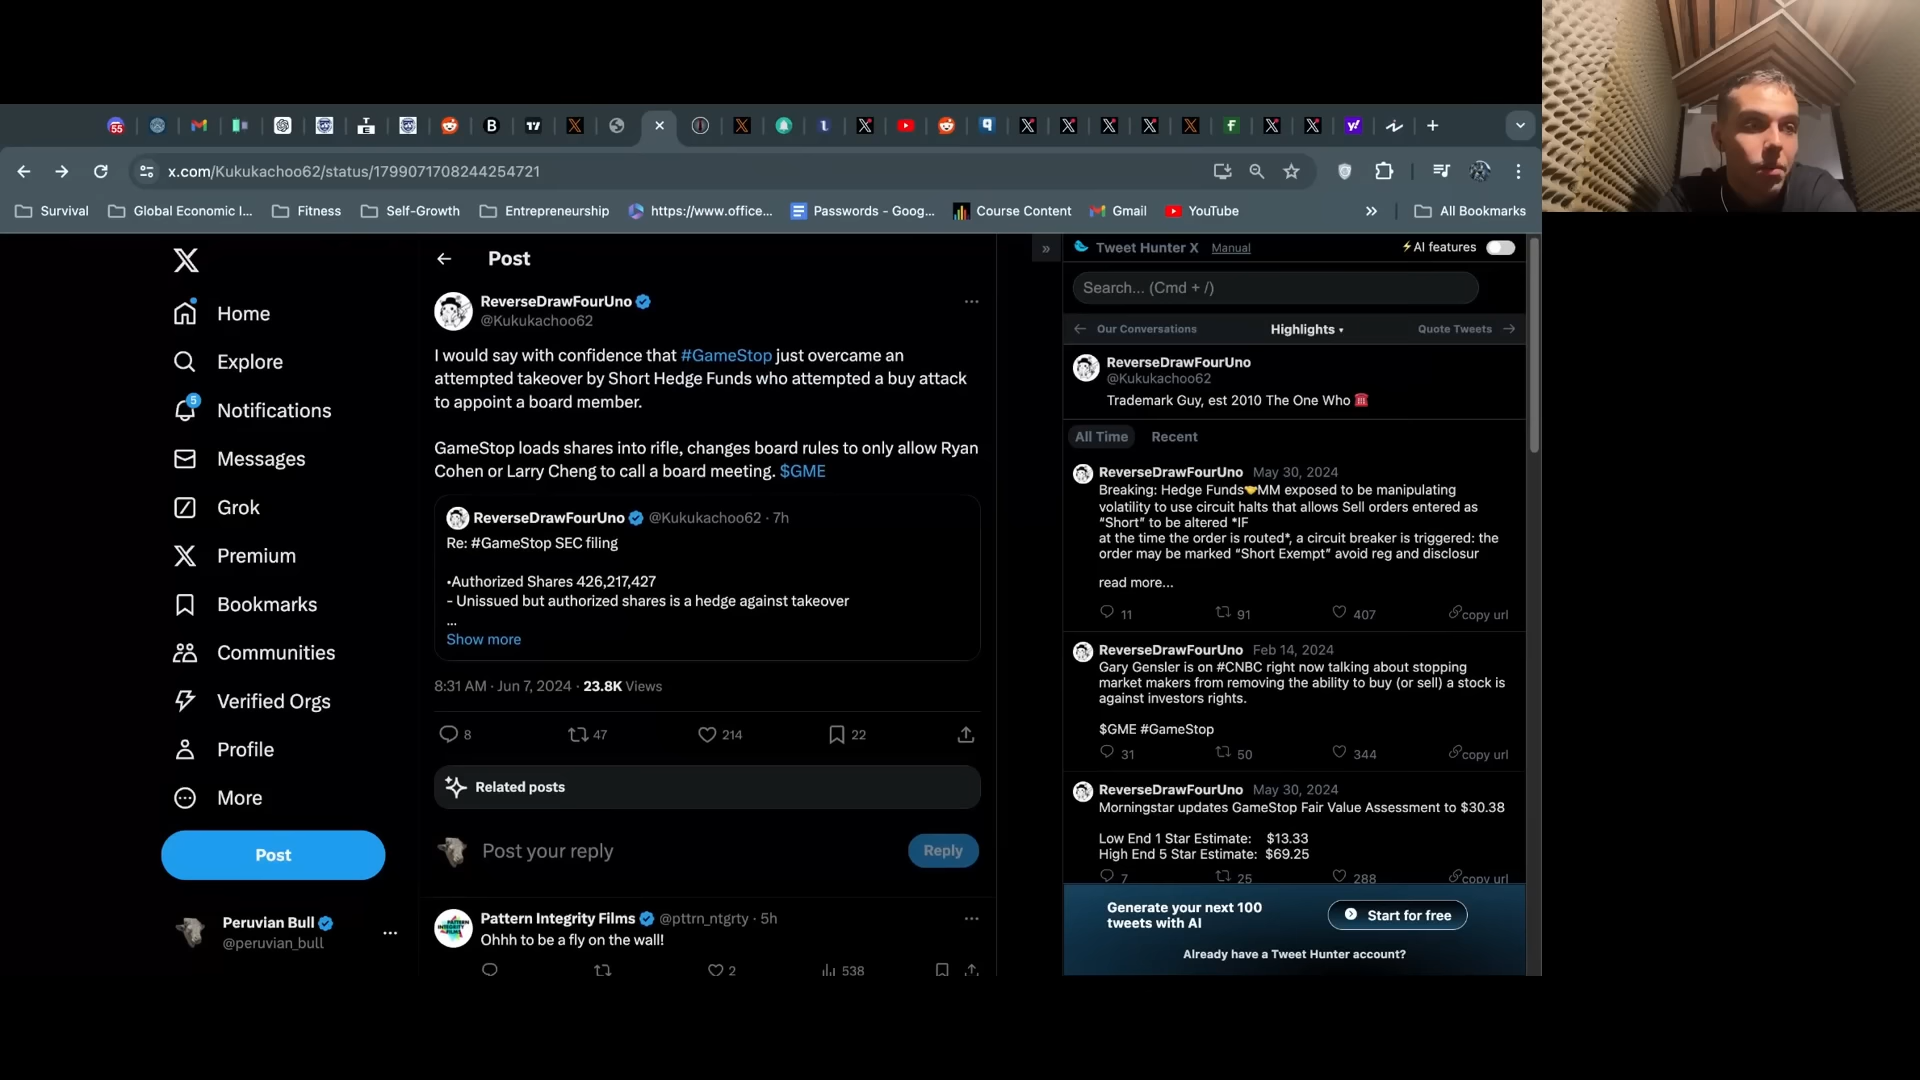 55
x.com/Kukukachoo62/status/1799071708244254721
Survival
Global Economic I...
Fitness
Self-Growth
Entrepreneurship
https://www.office...
Passwords - Goog...
Course Content
Gmail
YouTube
»
All Bookmarks
Home
Explore
5
Notifications
Messages
Grok
Premium
Bookmarks
Communities
Verified Orgs
Profile
More
Post
Peruvian Bull
@peruvian_bull
Post
ReverseDrawFourUno
@Kukukachoo62
I would say with confidence that #GameStop just overcame an
attempted takeover by Short Hedge Funds who attempted a buy attack
to appoint a board member.
GameStop loads shares into rifle, changes board rules to only allow Ryan
Cohen or Larry Cheng to call a board meeting. $GME
ReverseDrawFourUno @Kukukachoo62 · 7h
Re: #GameStop SEC filing
•Authorized Shares 426,217,427
- Unissued but authorized shares is a hedge against takeover
...
Show more
8:31 AM · Jun 7, 2024 · 23.8K Views
8 47 214 22
Related posts
Post your reply
Reply
Pattern Integrity Films @pttrn_ntgrty · 5h
Ohhh to be a fly on the wall!
2 538
»
Tweet Hunter X Manual
⚡AI features
Search... (Cmd + /)
Our Conversations
Highlights
Quote Tweets
ReverseDrawFourUno
@Kukukachoo62
Trademark Guy, est 2010 The One Who
All Time Recent
ReverseDrawFourUno May 30, 2024
Breaking: Hedge Funds🤝MM exposed to be manipulating
volatility to use circuit halts that allows Sell orders entered as
“Short” to be altered *IF
at the time the order is routed*, a circuit breaker is triggered: the
order may be marked “Short Exempt” avoid reg and disclosur
read more...
11 91 407 copy url
ReverseDrawFourUno Feb 14, 2024
Gary Gensler is on #CNBC right now talking about stopping
market makers from removing the ability to buy (or sell) a stock is
against investors rights.
$GME #GameStop
31 50 344 copy url
ReverseDrawFourUno May 30, 2024
Morningstar updates GameStop Fair Value Assessment to $30.38
Low End 1 Star Estimate: $13.33
High End 5 Star Estimate: $69.25
7 25 288 copy url
Generate your next 100
tweets with AI
Start for free
Already have a Tweet Hunter account?